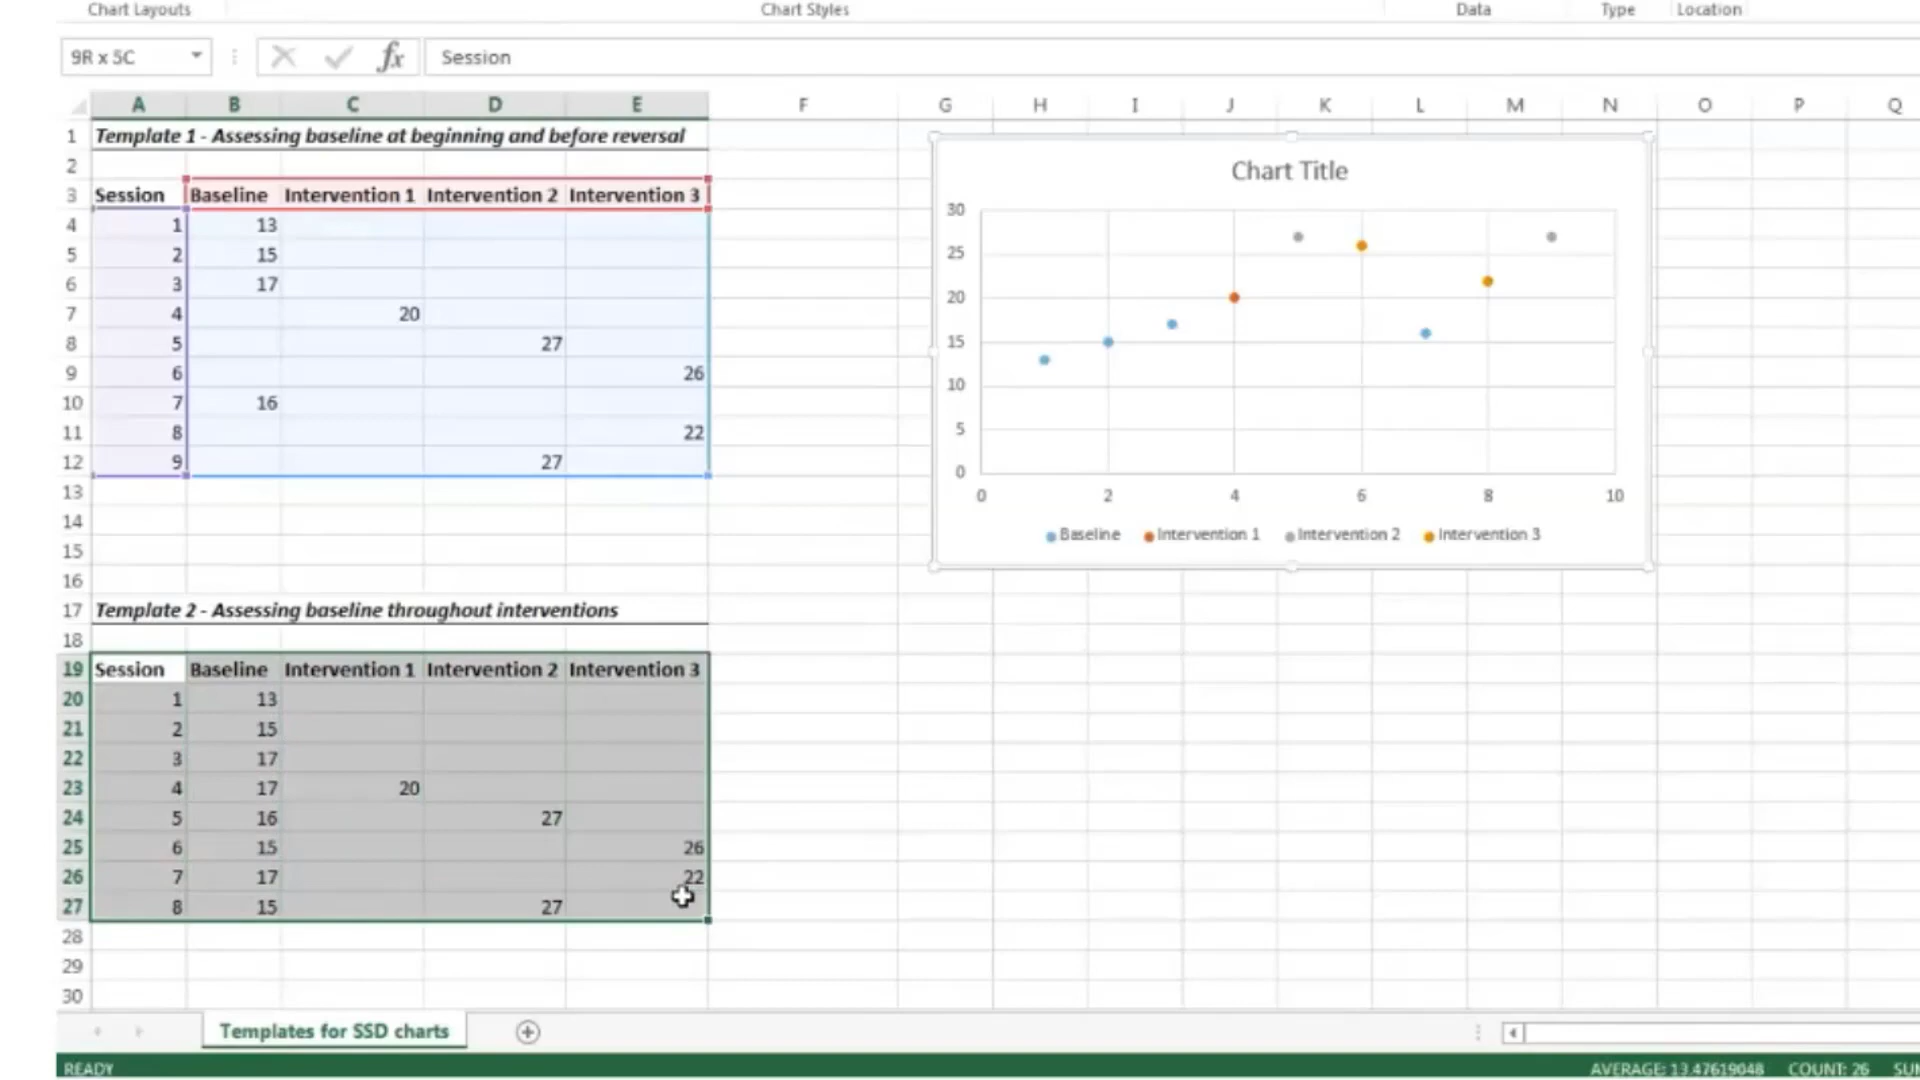 Chart Layouts Chart Styles Data Type Location
9R x 5C fx Session
A B C D E F G H I J K L M N O P Q
1 Template 1 - Assessing baseline at beginning and before reversal
2
3 Session Baseline Intervention 1 Intervention 2 Intervention 3
4 1 13
5 2 15
6 3 17
7 4 20
8 5 27
9 6 26
10 7 16
11 8 22
12 9 27
13
14
15
16
17 Template 2 - Assessing baseline throughout interventions
18
19 Session Baseline Intervention 1 Intervention 2 Intervention 3
20 1 13
21 2 15
22 3 17
23 4 17 20
24 5 16 27
25 6 15 26
26 7 17 22
27 8 15 27
28
29
30
Chart Title
30
25
20
15
10
5
0
0 2 4 6 8 10
Baseline Intervention 1 Intervention 2 Intervention 3
Templates for SSD charts
READY AVERAGE: 13.47619048 COUNT: 26